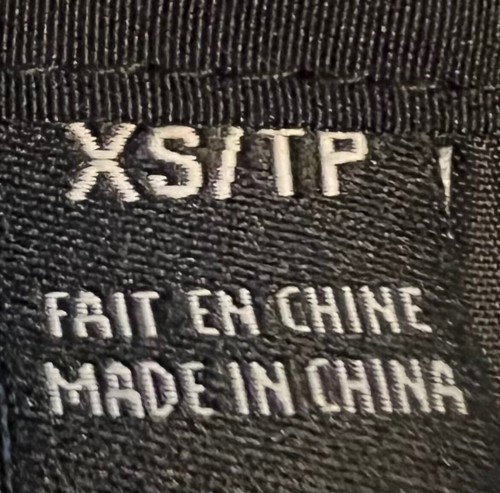 XS/TP
FAIT EN CHINE
MADE IN CHINA